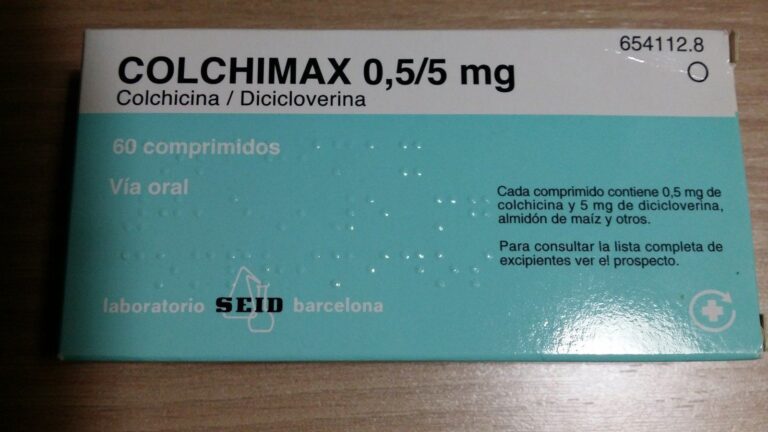 654112.8
COLCHIMAX 0,5/5 mg
Colchicina / Dicicloverina
60 comprimidos
Vía oral
Cada comprimido contiene 0,5 mg de
colchicina y 5 mg de dicicloverina,
almidón de maíz y otros.
Para consultar la lista completa de
excipientes ver el prospecto.
laboratorio SEID barcelona